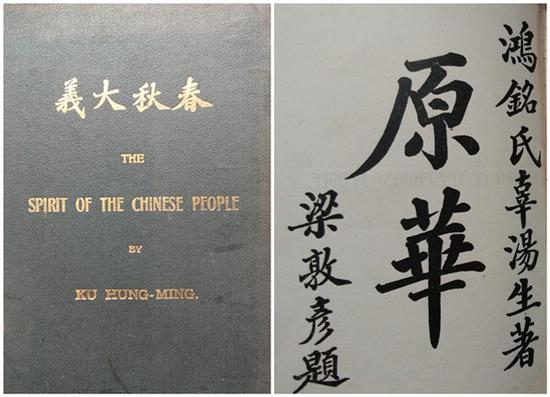 春秋大義
THE
SPIRIT OF THE CHINESE PEOPLE
BY
KU HUNG-MING.
鴻銘氏辜湯生著
原華
梁敦彥題